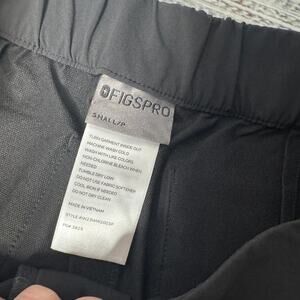 FIGSPRO
SMALL/P
TURN GARMENT INSIDE OUT
MACHINE WASH COLD
WASH WITH LIKE COLORS
NON-CHLORINE BLEACH WHEN
NEEDED
TUMBLE DRY LOW
DO NOT USE FABRIC SOFTENER
COOL IRON IF NEEDED
DO NOT DRY CLEAN
MADE IN VIETNAM